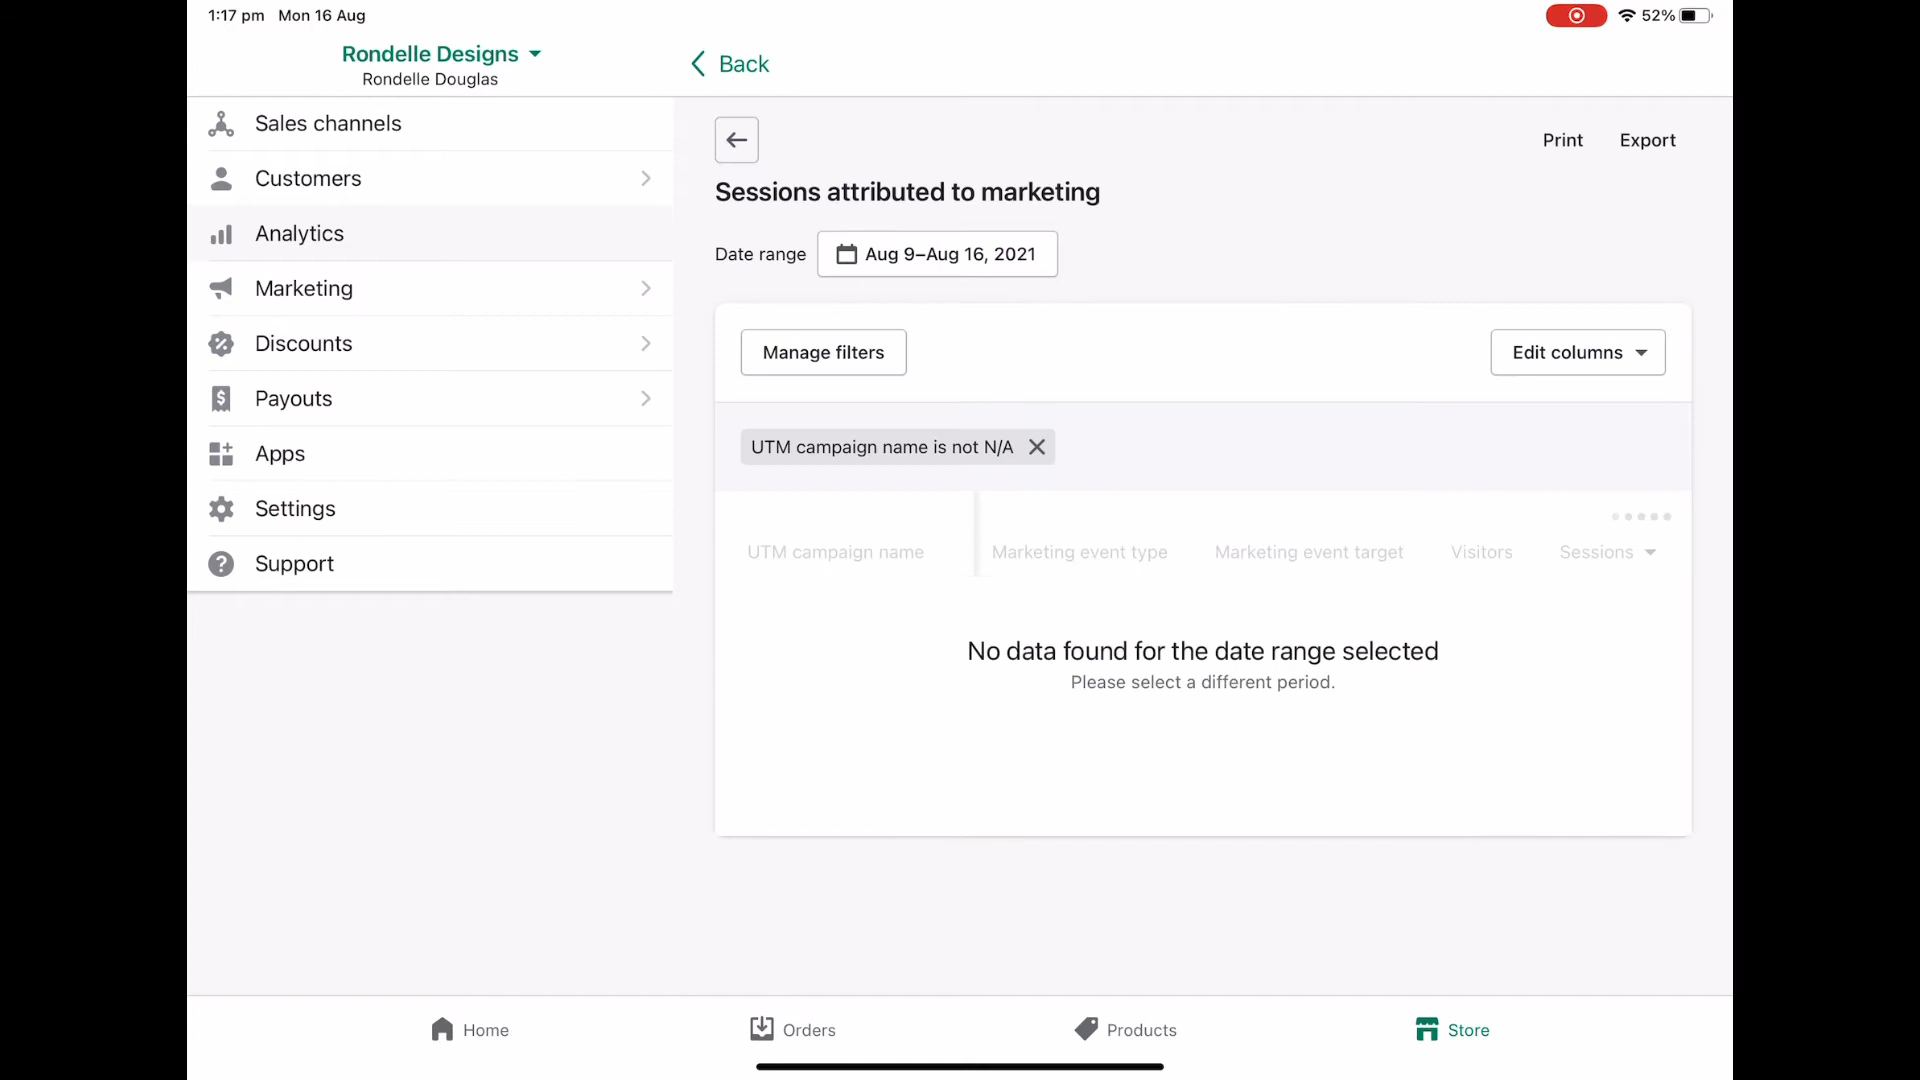 1:17 pm Mon 16 Aug
52%
Rondelle Designs
Rondelle Douglas
Back
Sales channels
Customers
Analytics
Marketing
Discounts
Payouts
Apps
Settings
Support
Print Export
Sessions attributed to marketing
Date range Aug 9–Aug 16, 2021
Manage filters Edit columns
UTM campaign name is not N/A
UTM campaign name Marketing event type Marketing event target Visitors Sessions
No data found for the date range selected
Please select a different period.
Home Orders Products Store